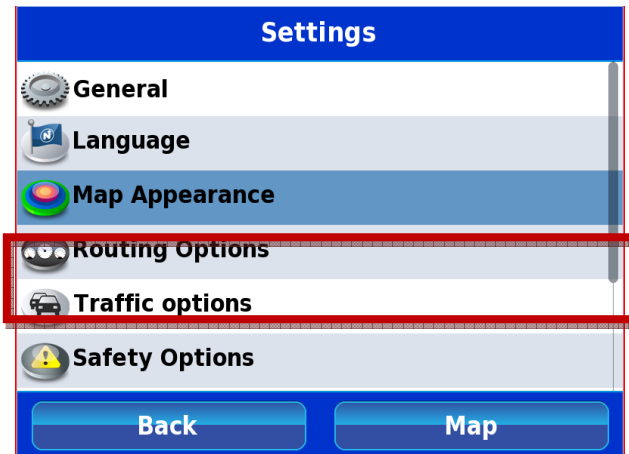 Settings
General
Language
Map Appearance
Routing Options
Traffic options
Safety Options
Back
Map